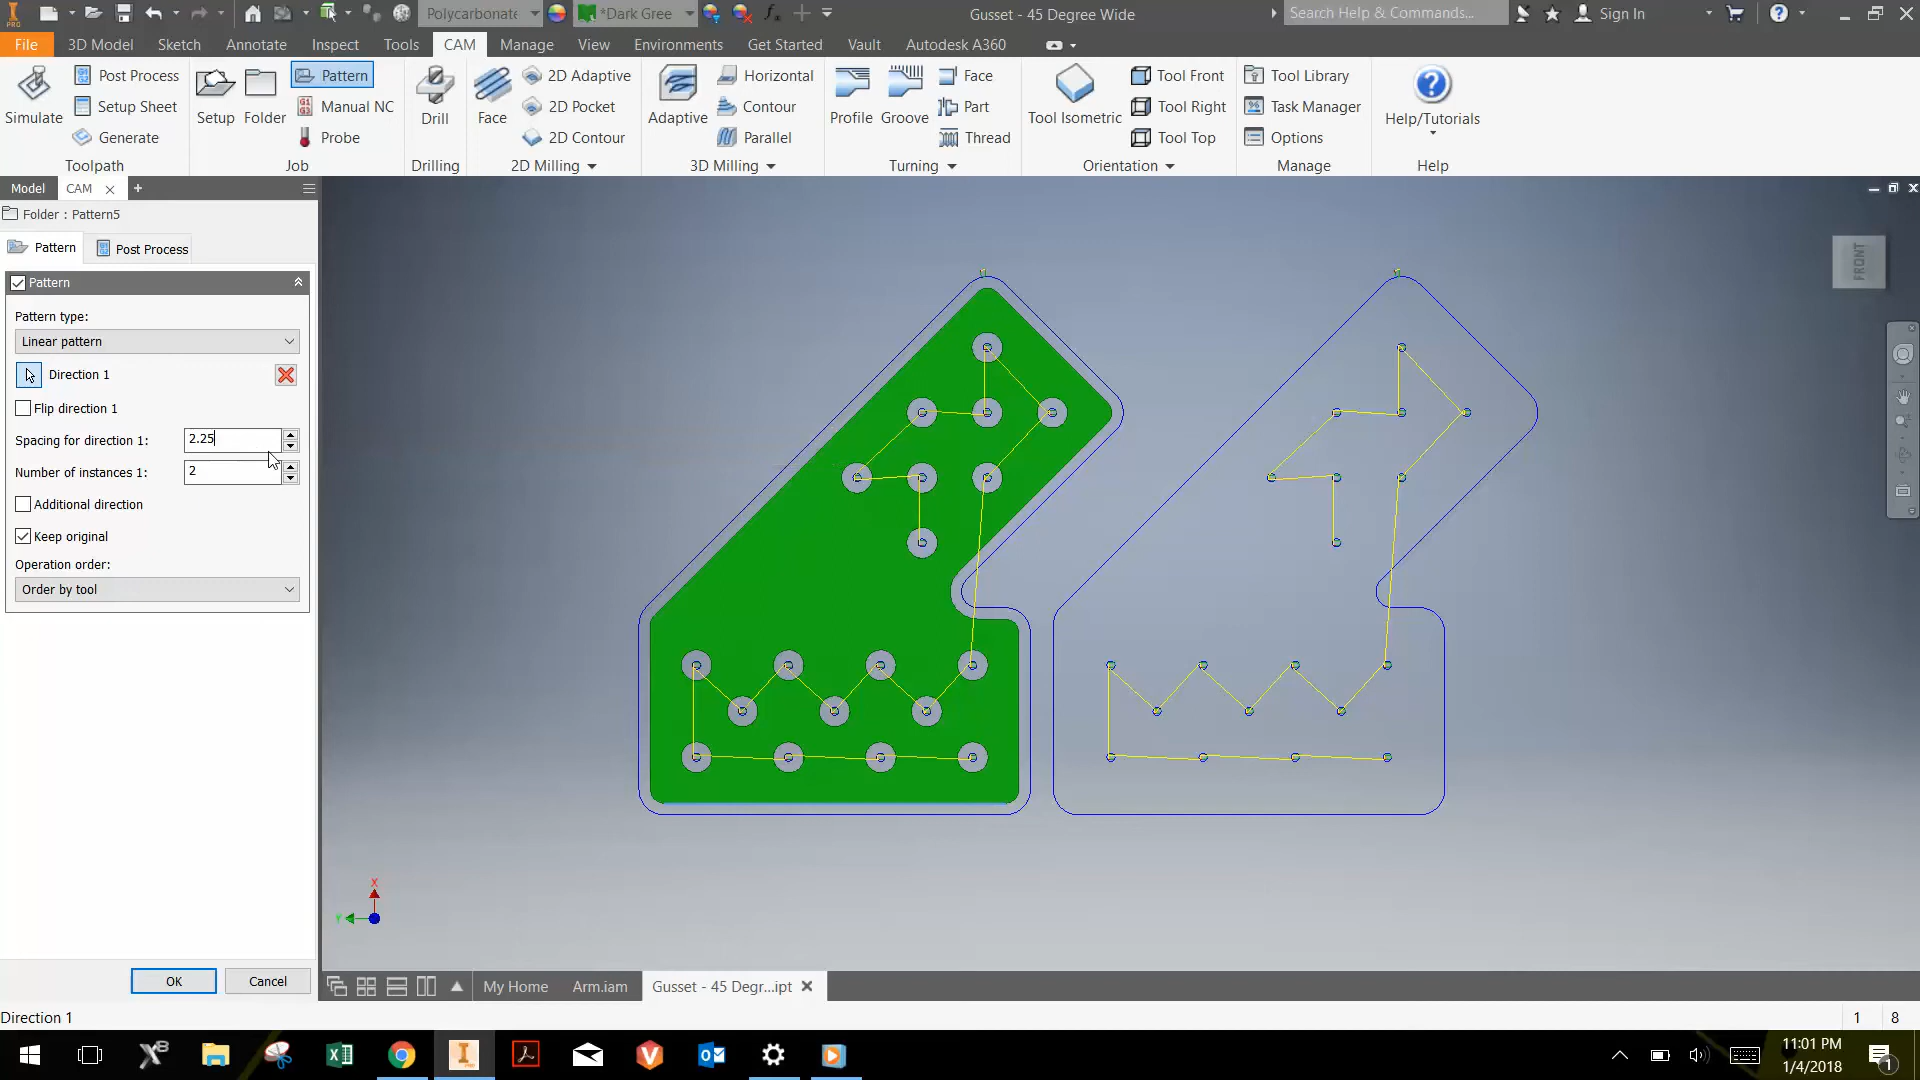 PRO
Polycarbonate
*Dark Gree
Gusset - 45 Degree Wide
Search Help & Commands...
Sign In
File
3D Model
Sketch
Annotate
Inspect
Tools
CAM
Manage
View
Environments
Get Started
Vault
Autodesk A360
Simulate
Post Process
Setup Sheet
Generate
Toolpath
Setup
Folder
Pattern
Manual NC
Probe
Job
Drill
Drilling
Face
2D Adaptive
2D Pocket
2D Contour
2D Milling
Adaptive
Horizontal
Contour
Parallel
3D Milling
Profile
Groove
Face
Part
Thread
Turning
Tool Isometric
Tool Front
Tool Right
Tool Top
Orientation
Tool Library
Task Manager
Options
Manage
Help/Tutorials
Help
Model
CAM
Folder : Pattern5
Pattern
Post Process
Pattern
Pattern type:
Linear pattern
Direction 1
Flip direction 1
Spacing for direction 1: 2.25
Number of instances 1: 2
Additional direction
Keep original
Operation order:
Order by tool
OK
Cancel
FRONT
X
Y
My Home
Arm.iam
Gusset - 45 Degr...ipt
Direction 1
1
8
11:01 PM
1/4/2018
1